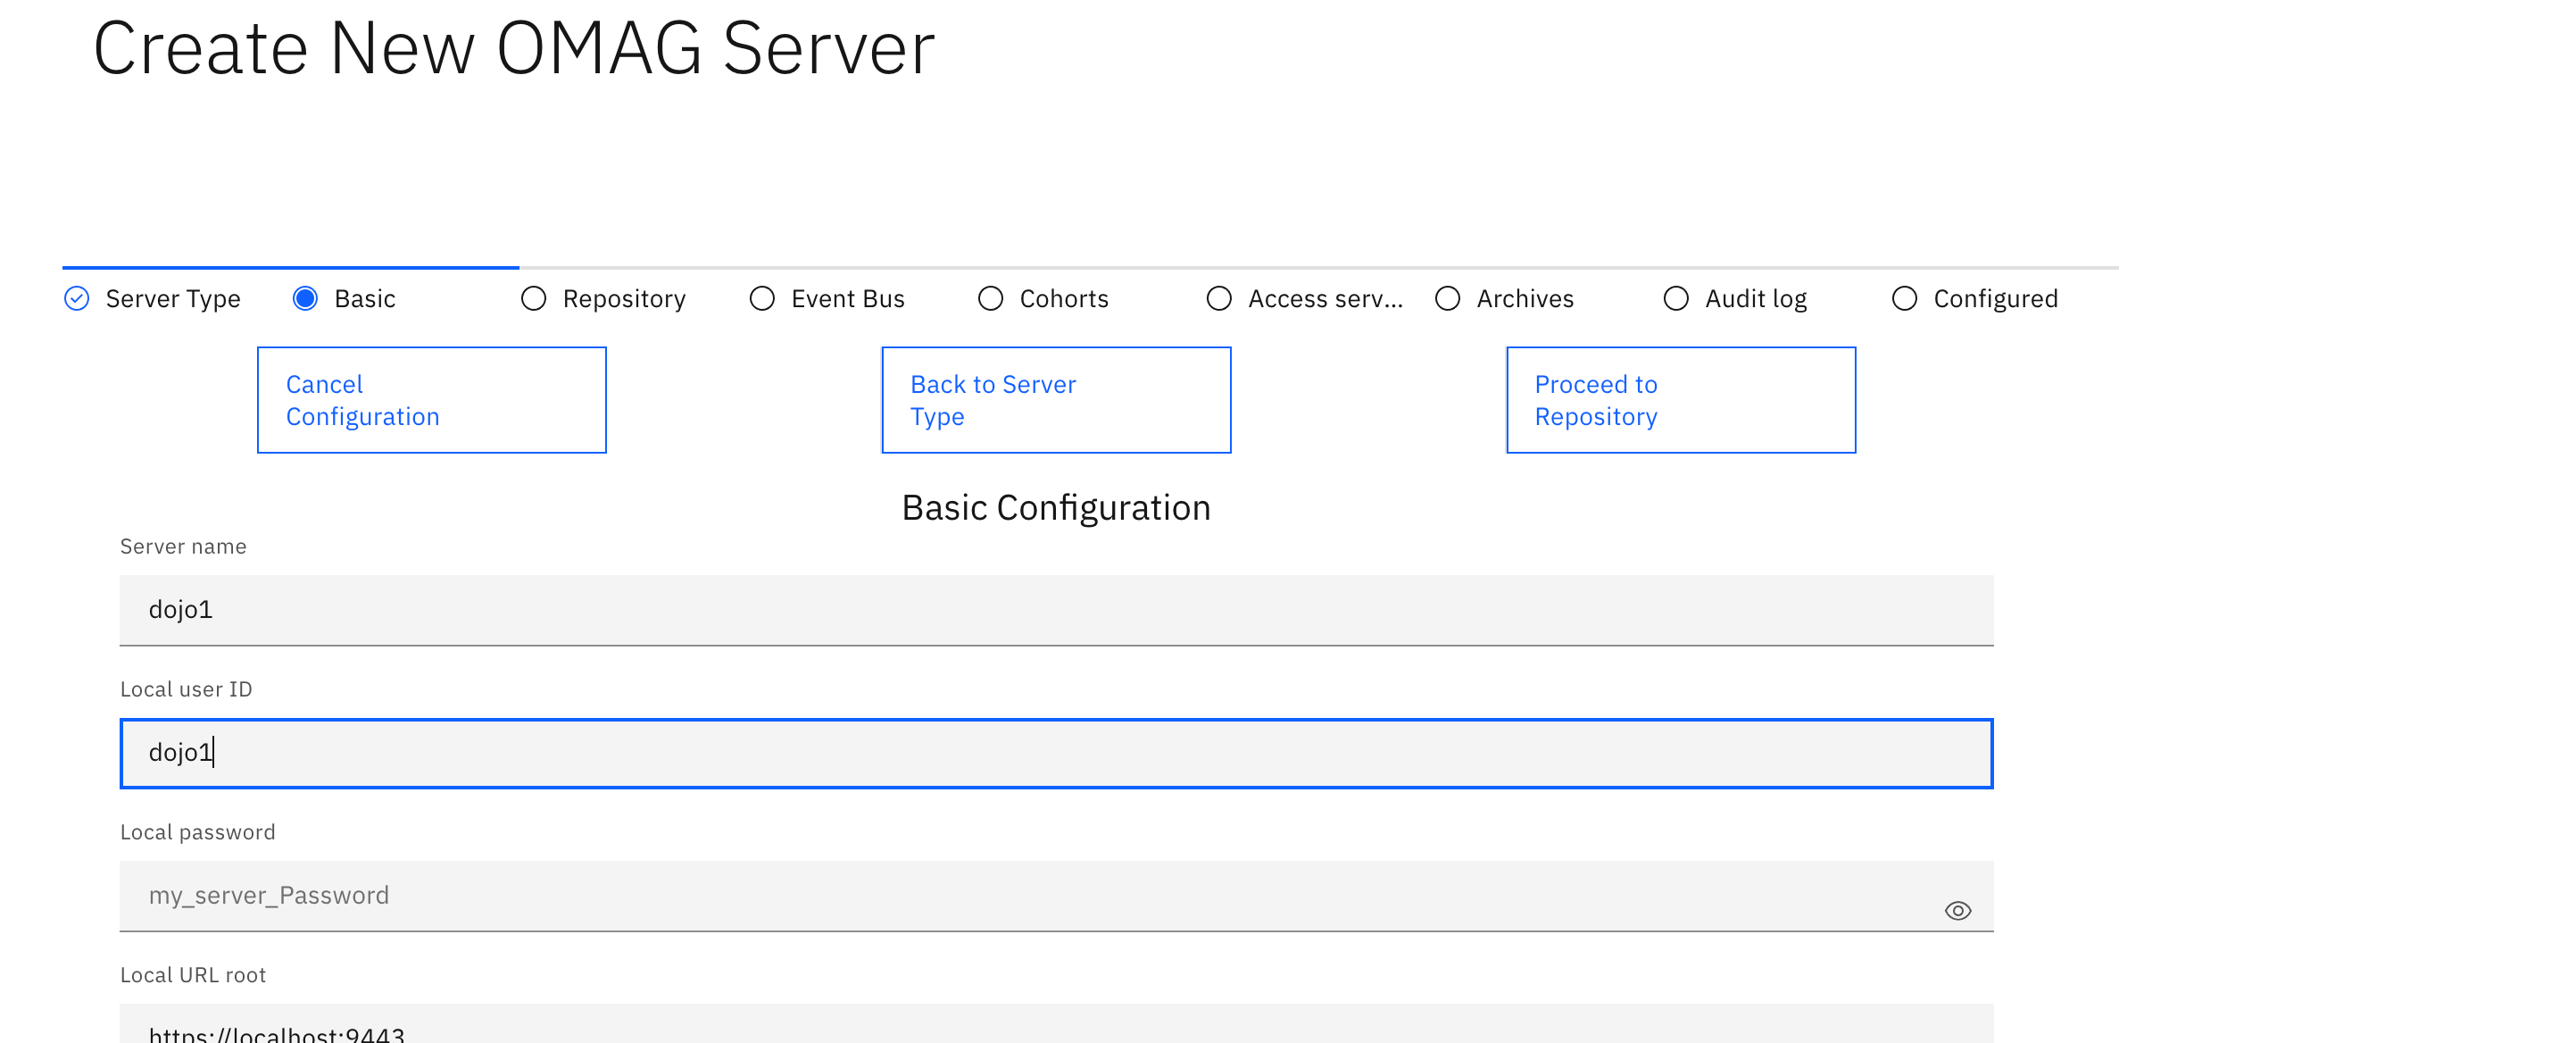 Create New OMAG Server
Server Type Basic Repository Event Bus Cohorts Access serv... Archives Audit log Configured
Cancel
Configuration
Back to Server
Type
Proceed to
Repository
Basic Configuration
Server name
dojo1
Local user ID
dojo1
Local password
my_server_Password
Local URL root
https://localhost:9443